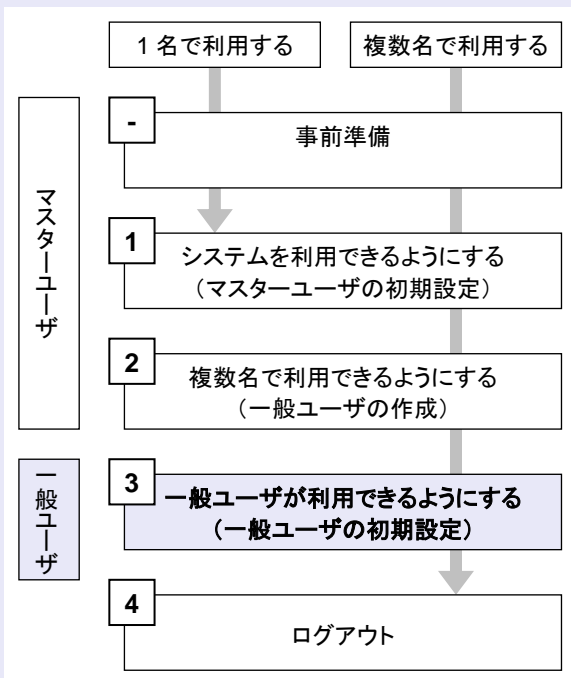 1 名で利用する
複数名で利用する
マスターユーザ
-
事前準備
1
システムを利用できるようにする
（マスターユーザの初期設定）
2
複数名で利用できるようにする
（一般ユーザの作成）
一般ユーザ
3
一般ユーザが利用できるようにする
（一般ユーザの初期設定）
4
ログアウト